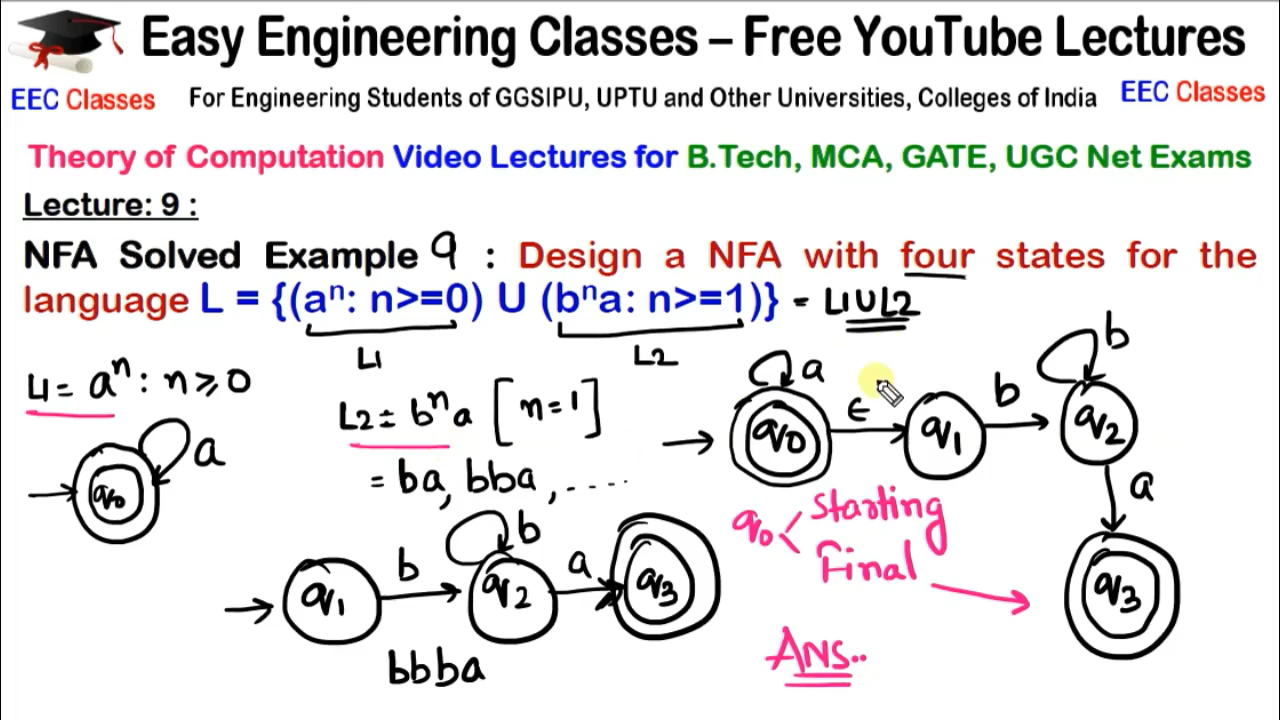 Easy Engineering Classes – Free YouTube Lectures
EEC Classes For Engineering Students of GGSIPU, UPTU and Other Universities, Colleges of India EEC Classes
Theory of Computation Video Lectures for B.Tech, MCA, GATE, UGC Net Exams
Lecture: 9 :
NFA Solved Example 9 : Design a NFA with four states for the
language L = {(aⁿ: n>=0) U (bⁿa: n>=1)} = L1UL2
L1 L2
L1 = aⁿ : n ≥ 0
q0 a
L2 = bⁿa [n=1]
= ba, bba, .....
q1 b q2 b a q3
bbba
q0 a ε q1 b q2 b
a
q3
q0 < Starting
Final
ANS..